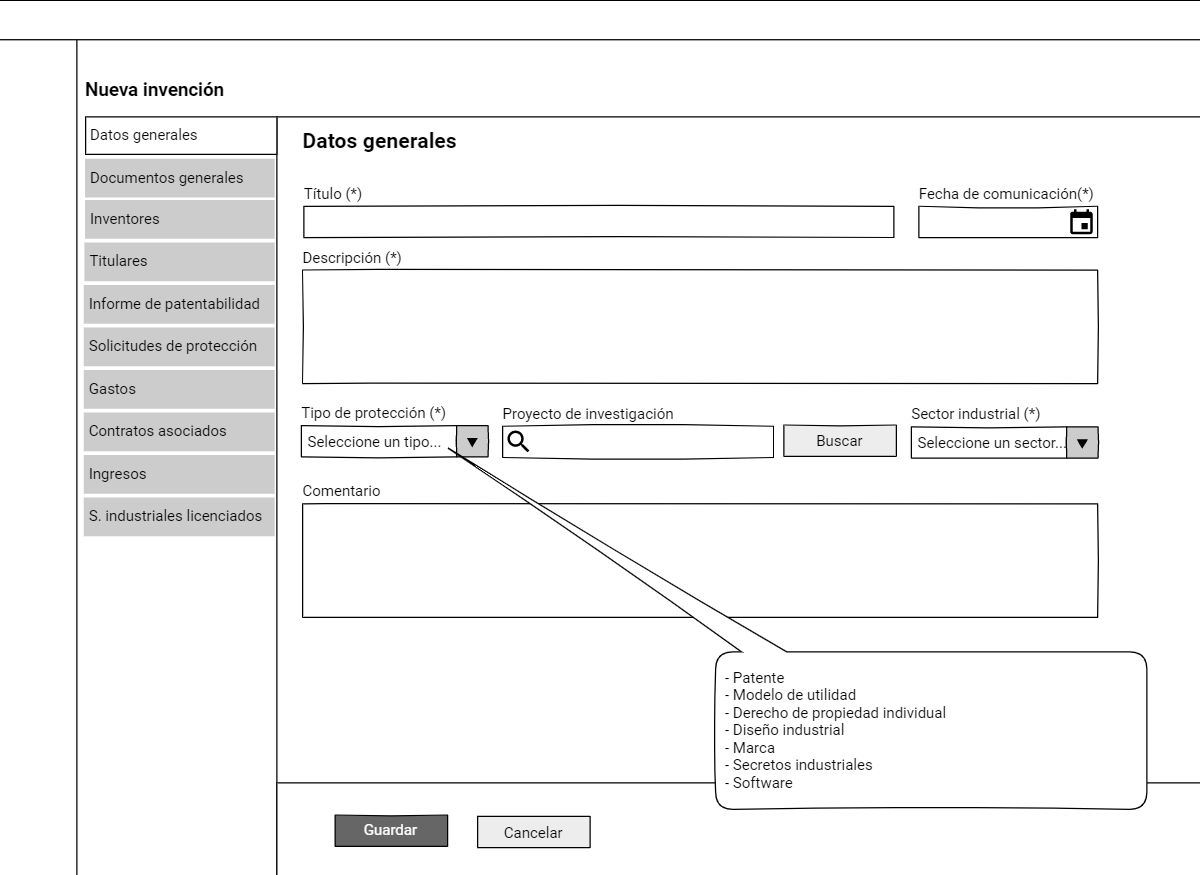 Nueva invención
Datos generales
Documentos generales
Inventores
Titulares
Informe de patentabilidad
Solicitudes de protección
Gastos
Contratos asociados
Ingresos
S. industriales licenciados
Datos generales
Título (*)
Fecha de comunicación(*)
Descripción (*)
Tipo de protección (*)
Proyecto de investigación
Sector industrial (*)
Seleccione un tipo...
Buscar
Seleccione un sector...
Comentario
- Patente
- Modelo de utilidad
- Derecho de propiedad individual
- Diseño industrial
- Marca
- Secretos industriales
- Software
Guardar
Cancelar